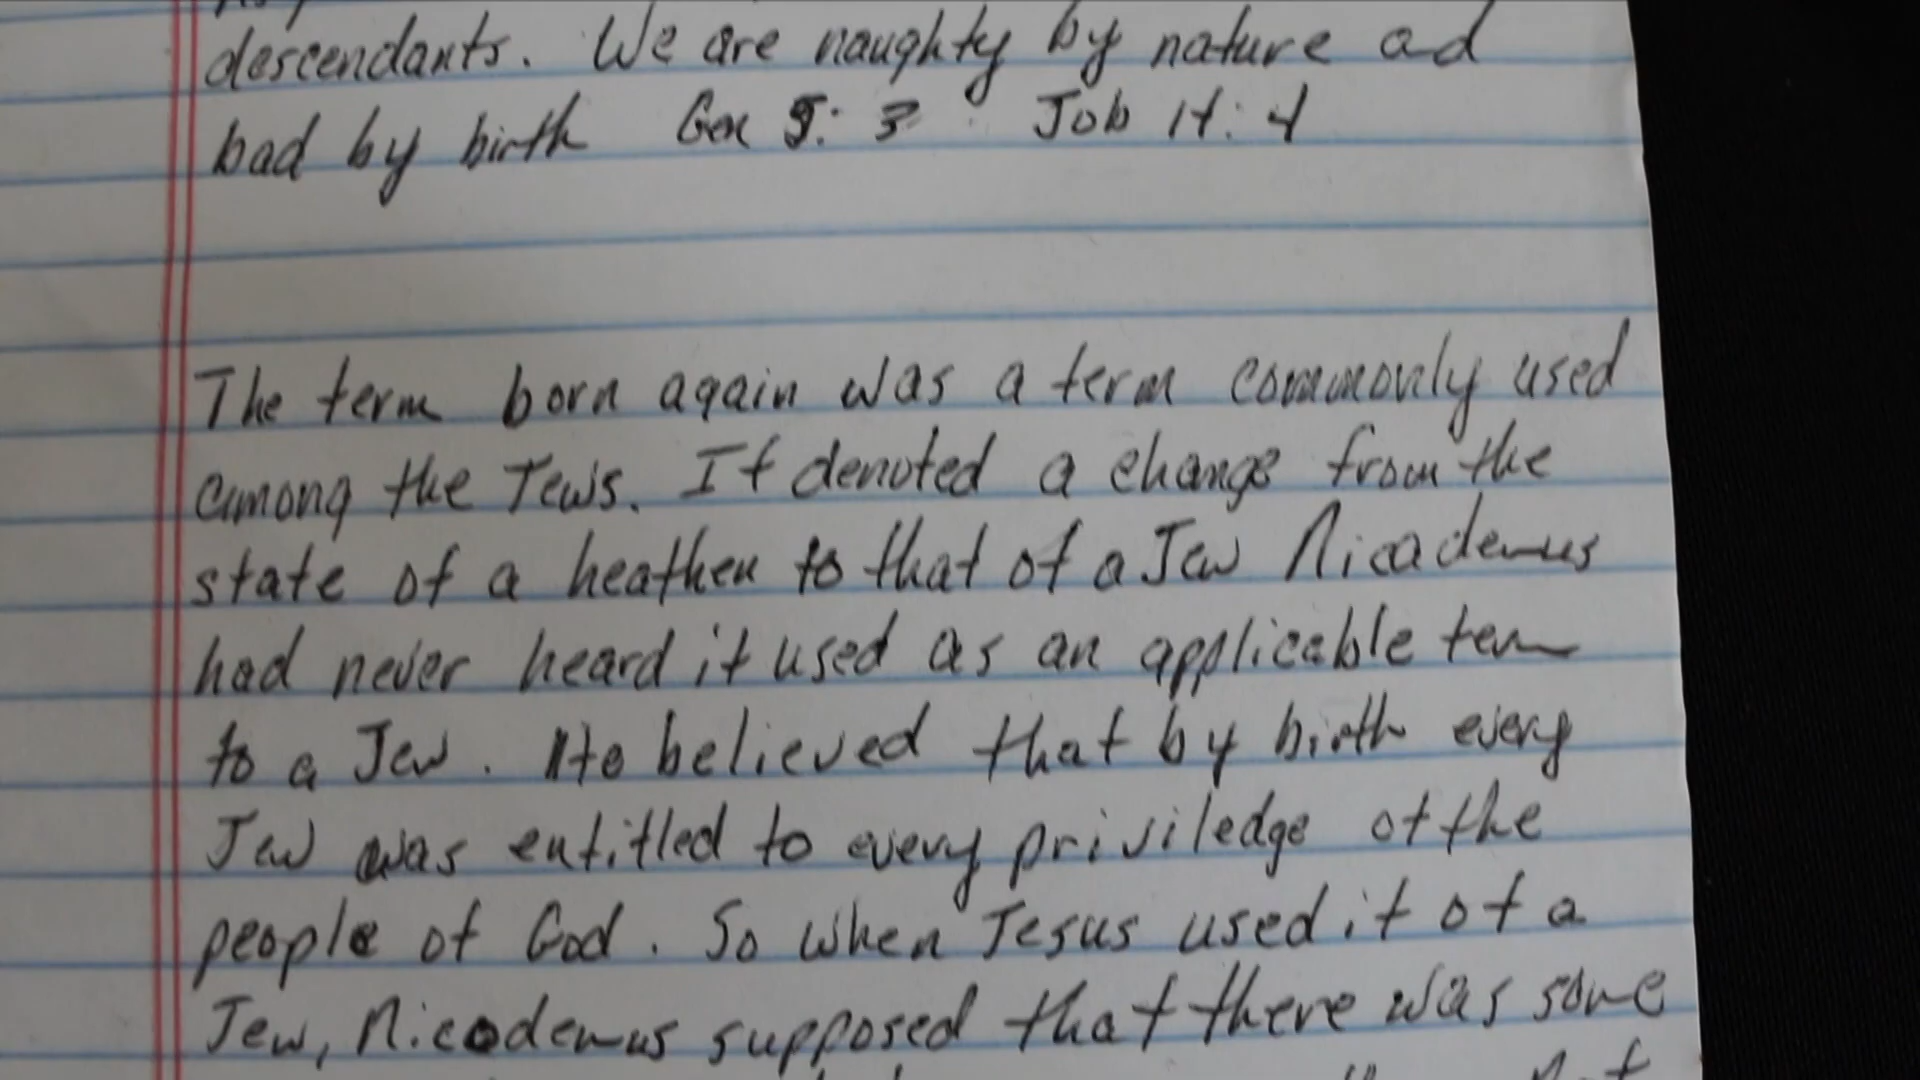 descendants. We are naughty by nature ad
bad by birth Gen 5:3 Job 14:4
The term born again was a term commonly used
among the Jews. It denoted a change from the
state of a heathen to that of a Jew Nicademus
had never heard it used as an applicable term
to a Jew. He believed that by birth every
Jew was entitled to every priviledge of the
people of God. So when Jesus used it of a
Jew, Nicodemus supposed that there was some